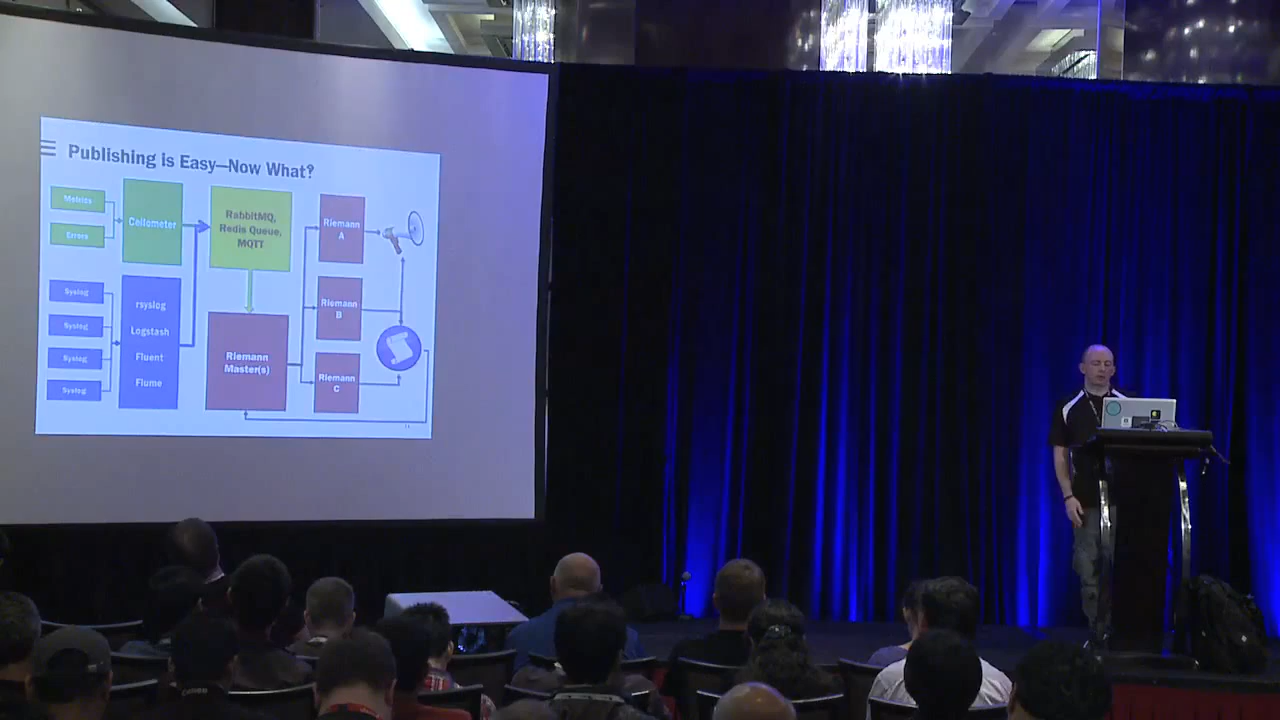 Publishing is Easy—Now What?
Metrics
Errors
Ceilometer
RabbitMQ,
Redis Queue,
MQTT
Riemann
A
Syslog
Syslog
Syslog
Syslog
rsyslog
Logstash
Fluent
Flume
Riemann
Master(s)
Riemann
B
Riemann
C